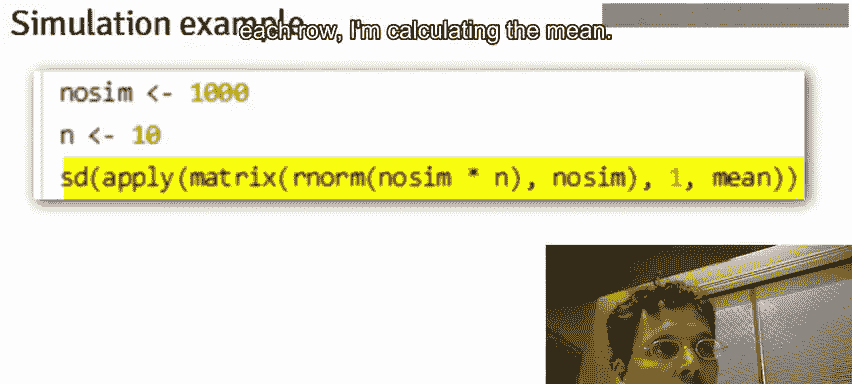 Simulation example
each row, I'm calculating the mean.
nosim <- 1000
n <- 10
sd(apply(matrix(rnorm(nosim * n), nosim), 1, mean))